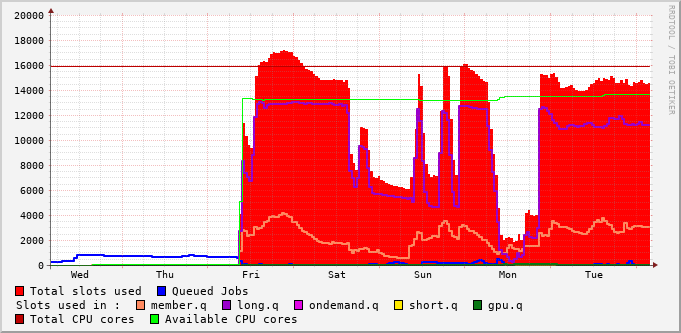 20000
18000
16000
14000
12000
10000
8000
6000
4000
2000
0
Wed Thu Fri Sat Sun Mon Tue
RRDTOOL / TOBI OETIKER
Total slots used Queued Jobs
Slots used in : member.q long.q ondemand.q short.q gpu.q
Total CPU cores Available CPU cores